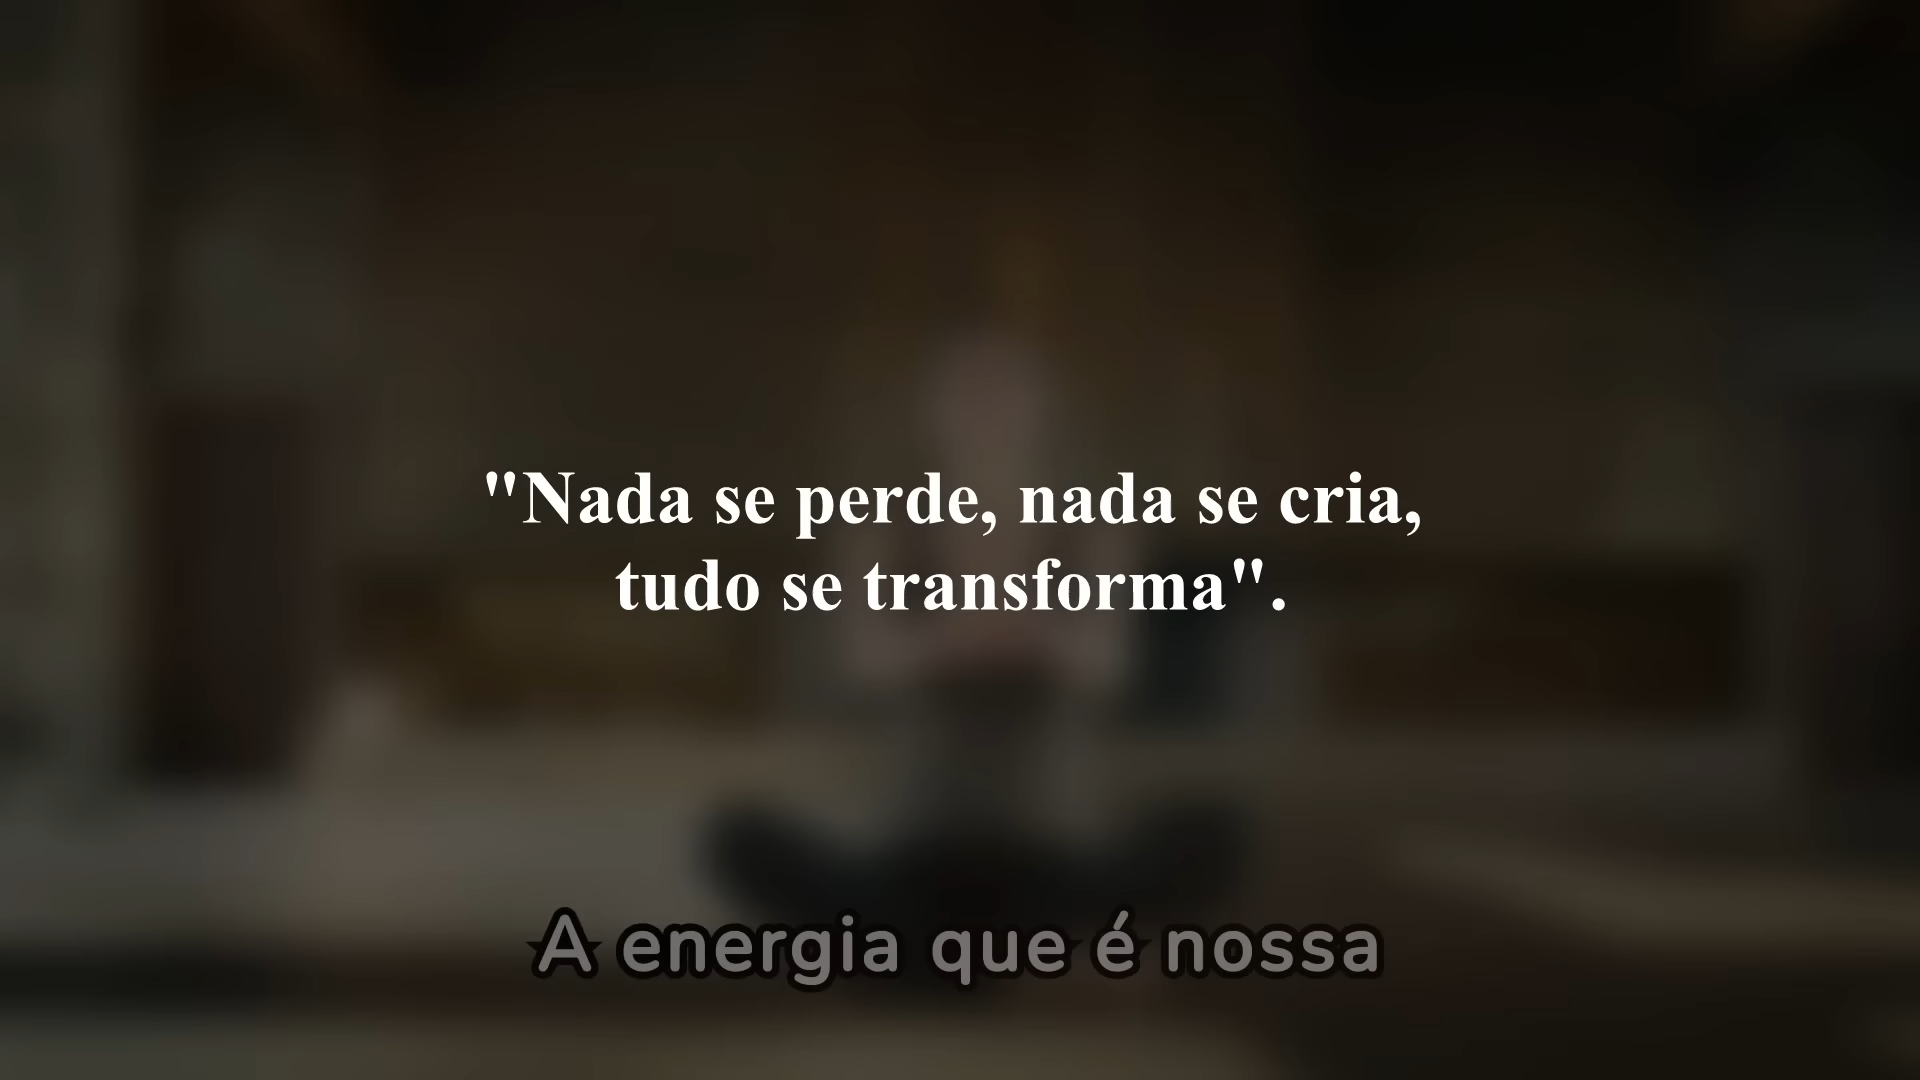 "Nada se perde, nada se cria,
tudo se transforma".
A energia que é nossa